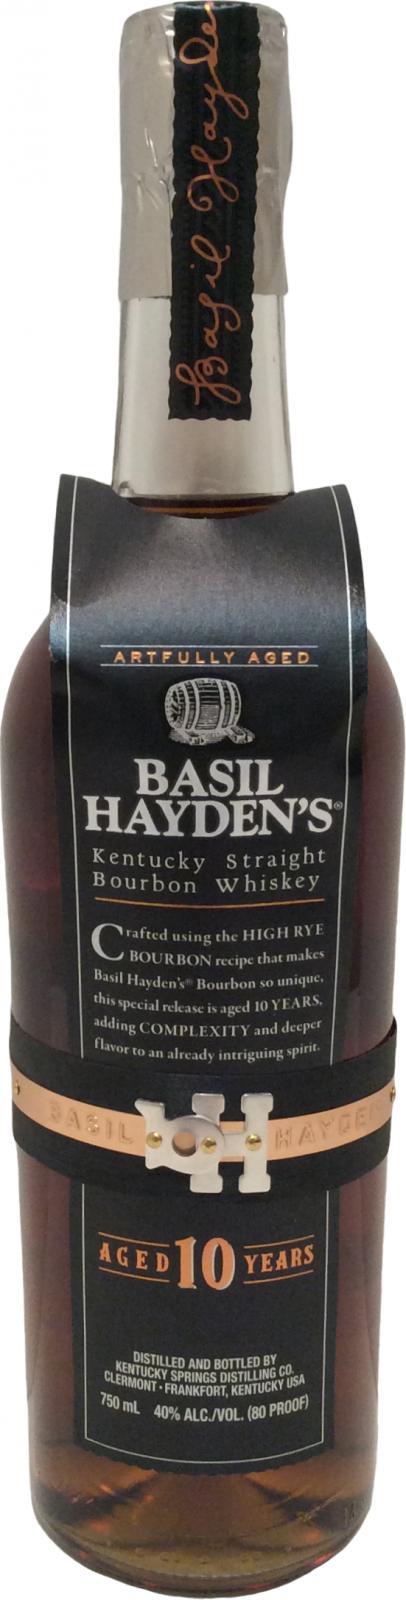 Basil Hayden
ARTFULLY AGED
BASIL
HAYDEN'S®
Kentucky Straight
Bourbon Whiskey
Crafted using the HIGH RYE
BOURBON recipe that makes
Basil Hayden's® Bourbon so unique,
this special release is aged 10 YEARS,
adding COMPLEXITY and deeper
flavor to an already intriguing spirit.
BASIL BH HAYDEN
AGED 10 YEARS
DISTILLED AND BOTTLED BY
KENTUCKY SPRINGS DISTILLING CO.
CLERMONT · FRANKFORT, KENTUCKY USA
750 mL 40% ALC./VOL. (80 PROOF)